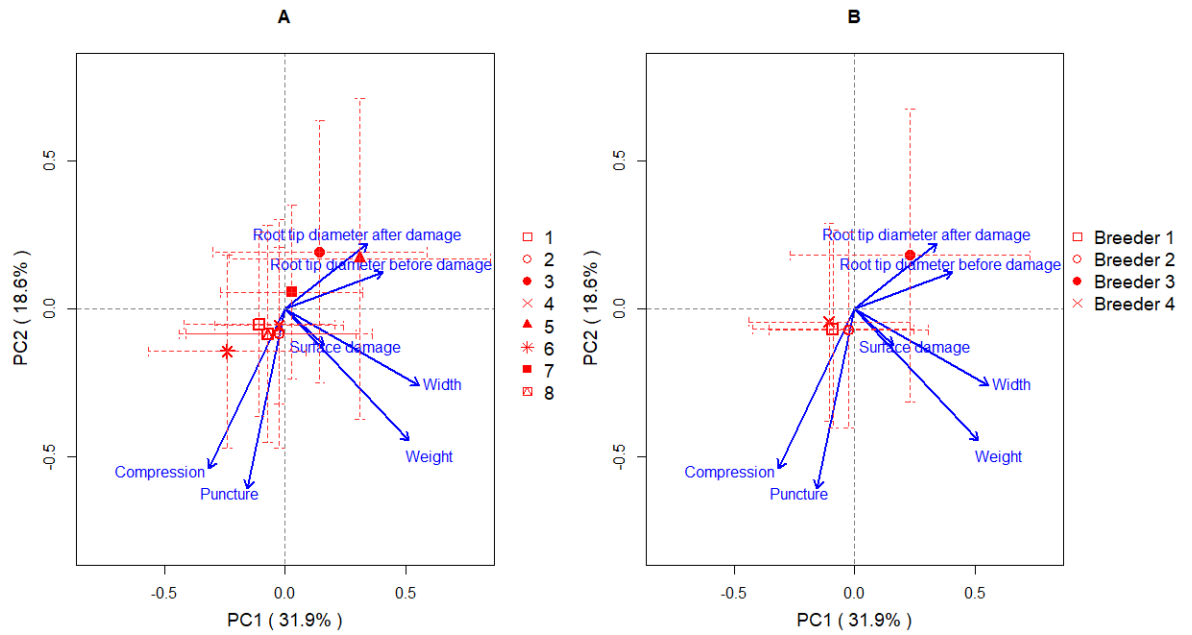 A
PC2 ( 18.6% )
0.5
0.0
-0.5
-0.5
0.0
0.5
PC1 ( 31.9% )
Root tip diameter after damage
Root tip diameter before damage
Surface damage
Width
Weight
Compression
Puncture
1
2
3
4
5
6
7
8
B
PC2 ( 18.6% )
0.5
0.0
-0.5
-0.5
0.0
0.5
PC1 ( 31.9% )
Root tip diameter after damage
Root tip diameter before damage
Surface damage
Width
Weight
Compression
Puncture
Breeder 1
Breeder 2
Breeder 3
Breeder 4